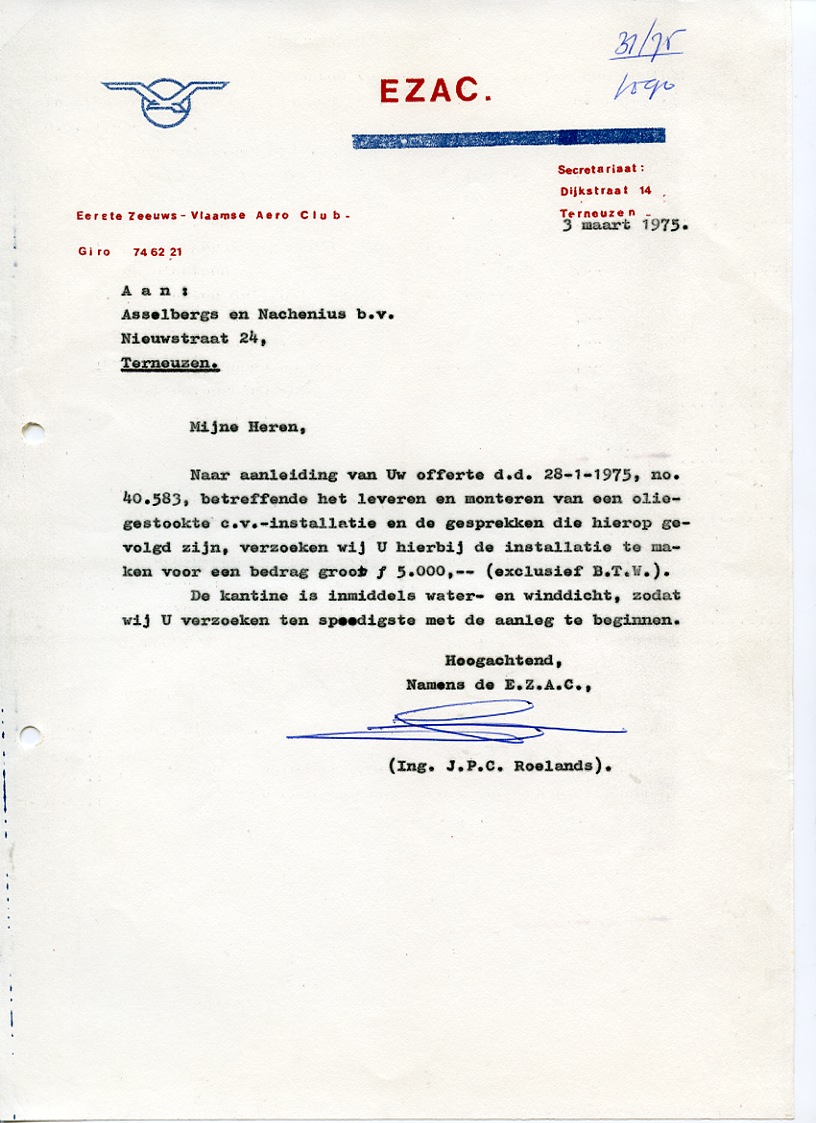 31/75
logo
EZAC.
Secretariaat:
Dijkstraat 14
Terneuzen
Eerste Zeeuws-Vlaamse Aero Club-
3 maart 1975.
Giro 74 62 21
A a n :
Asselbergs en Nachenius b.v.
Nieuwstraat 24,
Terneuzen.
Mijne Heren,
Naar aanleiding van Uw offerte d.d. 28-1-1975, no.
40.583, betreffende het leveren en monteren van een olie-
gestookte c.v.-installatie en de gesprekken die hierop ge-
volgd zijn, verzoeken wij U hierbij de installatie te ma-
ken voor een bedrag groot ƒ 5.000,-- (exclusief B.T.W.).
De kantine is inmiddels water- en winddicht, zodat
wij U verzoeken ten spoedigste met de aanleg te beginnen.
Hoogachtend,
Namens de E.Z.A.C.,
(Ing. J.P.C. Roelands).